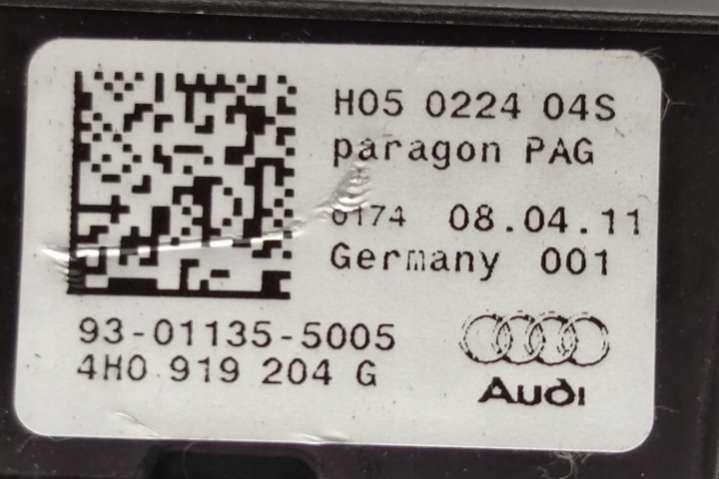 H05 0224 04S
paragon PAG
0174 08.04.11
Germany 001
93-01135-5005
4H0 919 204 G
Audi